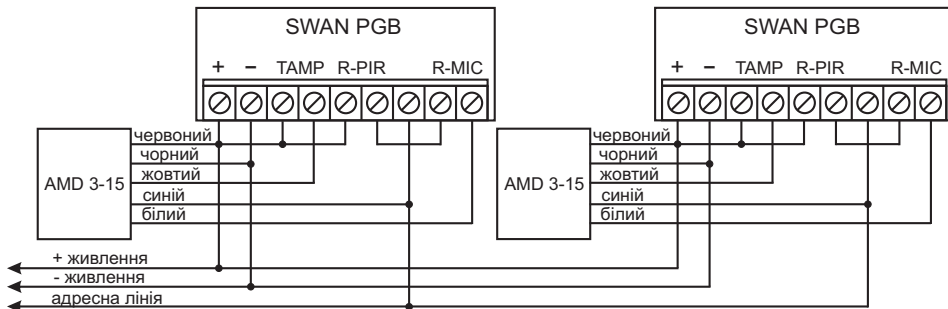 SWAN PGB
+ − TAMP R-PIR R-MIC
AMD 3-15
червоний
чорний
жовтий
синій
білий
SWAN PGB
+ − TAMP R-PIR R-MIC
AMD 3-15
червоний
чорний
жовтий
синій
білий
+ живлення
- живлення
адресна лінія